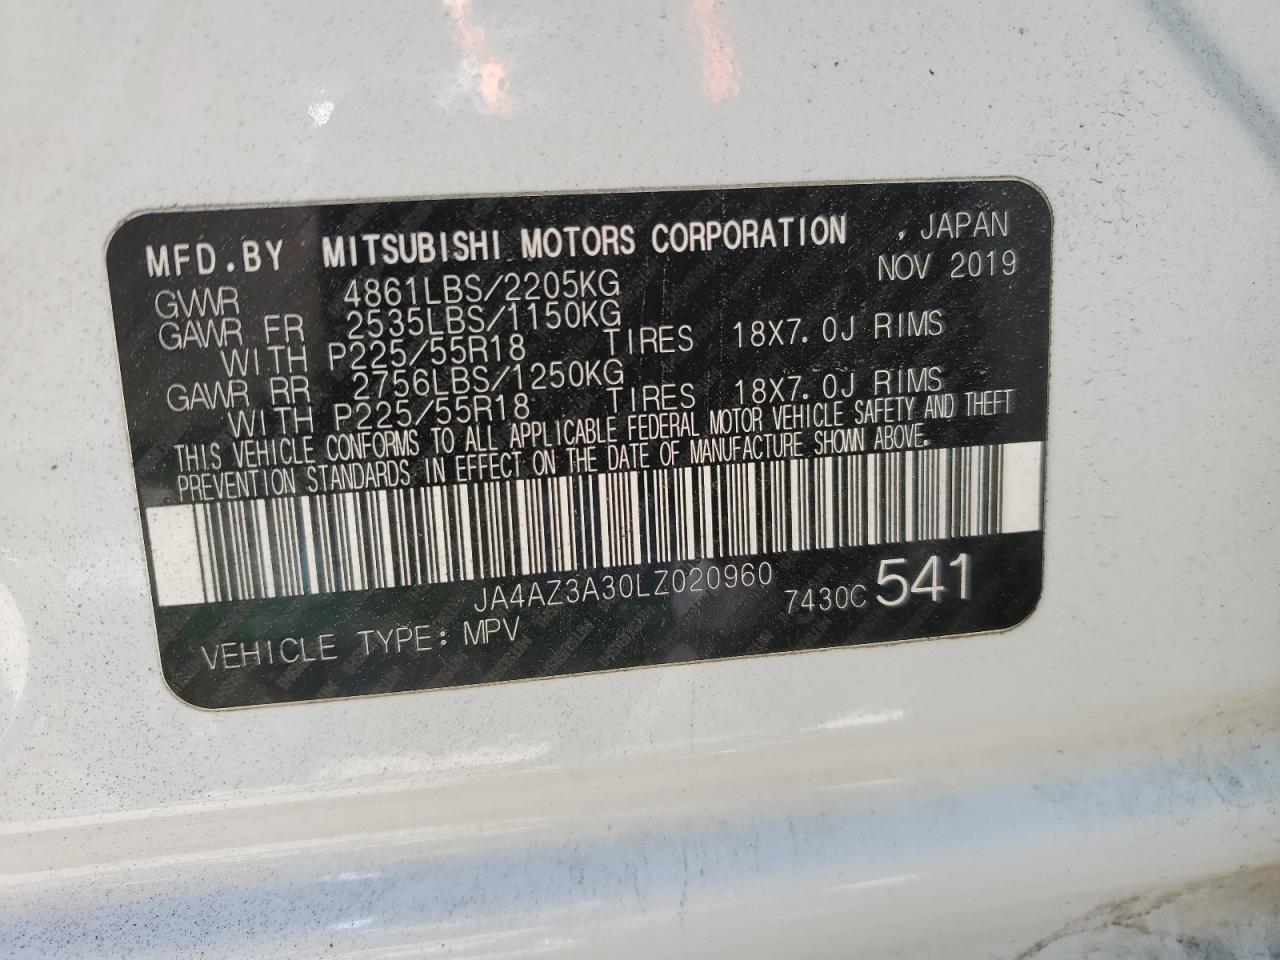 MFD.BY MITSUBISHI MOTORS CORPORATION , JAPAN
NOV 2019
GVWR 4861LBS/2205KG
GAWR FR 2535LBS/1150KG
WITH P225/55R18 TIRES 18X7.0J RIMS
GAWR RR 2756LBS/1250KG
WITH P225/55R18 TIRES 18X7.0J RIMS
THIS VEHICLE CONFORMS TO ALL APPLICABLE FEDERAL MOTOR VEHICLE SAFETY AND THEFT
PREVENTION STANDARDS IN EFFECT ON THE DATE OF MANUFACTURE SHOWN ABOVE.
JA4AZ3A30LZ020960
7430C 541
VEHICLE TYPE: MPV